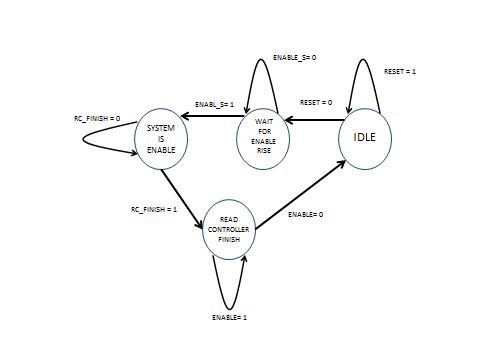 ENABLE_S= 0
RESET = 1
ENABL_S= 1
RESET = 0
RC_FINISH = 0
SYSTEM
IS
ENABLE
WAIT
FOR
ENABLE
RISE
IDLE
RC_FINISH = 1
READ
CONTROLLER
FINISH
ENABLE= 0
ENABLE= 1